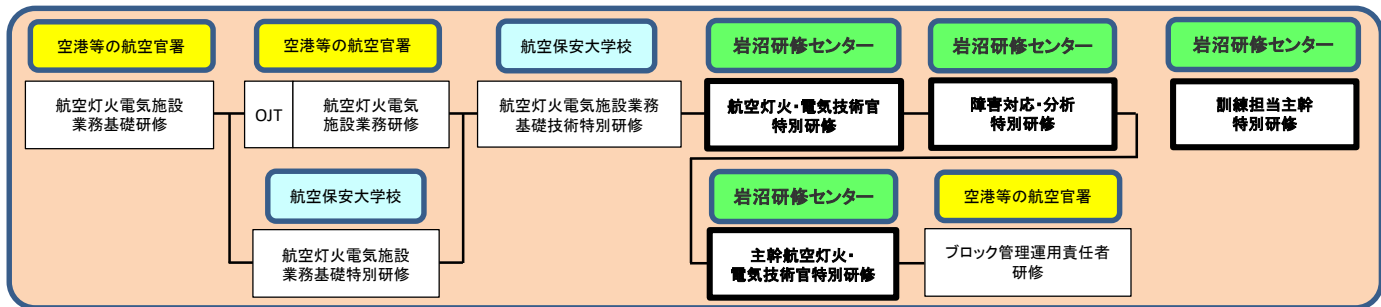 空港等の航空官署
空港等の航空官署
航空保安大学校
岩沼研修センター
岩沼研修センター
岩沼研修センター
航空灯火電気施設
業務基礎研修
OJT
航空灯火電気
施設業務研修
航空灯火電気施設業務
基礎技術特別研修
航空灯火・電気技術官
特別研修
障害対応・分析
特別研修
訓練担当主幹
特別研修
航空保安大学校
航空灯火電気施設
業務基礎特別研修
岩沼研修センター
空港等の航空官署
主幹航空灯火・
電気技術官特別研修
ブロック管理運用責任者
研修